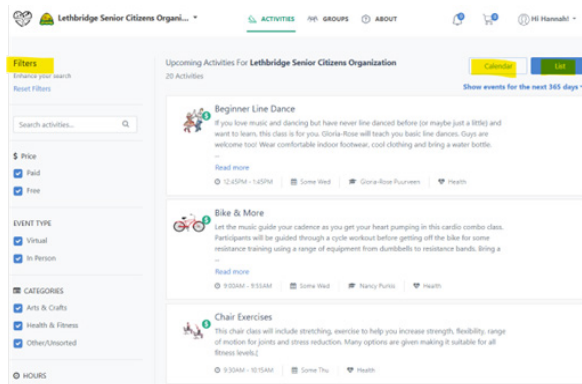 Lethbridge Senior Citizens Organi...
ACTIVITIES
GROUPS
ABOUT
Hi Hannah!
Filters
Enhance your search
Reset Filters
Search activities...
$ Price
Paid
Free
EVENT TYPE
Virtual
In Person
CATEGORIES
Arts & Crafts
Health & Fitness
Other/Unsorted
HOURS
Upcoming Activities For Lethbridge Senior Citizens Organization
20 Activities
Calendar
List
Show events for the next 365 days
Beginner Line Dance
If you love music and dancing but have never line danced before (or maybe just a little) and
want to learn, this class is for you. Gloria-Rose will teach you basic line dances. Guys are
welcome too! Wear comfortable indoor footwear, cool clothing and bring a water bottle.
...
Read more
12:45PM - 1:45PM Some Wed Gloria-Rose Puurveen Health
Bike & More
Let the music guide your cadence as you get your heart pumping in this cardio combo class.
Participants will be guided through a cycle workout before getting off the bike for some
resistance training using a range of equipment from dumbbells to resistance bands. Bring a
...
Read more
9:00AM - 9:55AM Some Wed Nancy Health
Chair Exercises
This chair class will include stretching, exercise to help you increase strength, flexibility, range
of motion for joints and stress reduction. Many options are given making it suitable for all
fitness levels.(
9:30AM - 10:15AM Some Thu Health